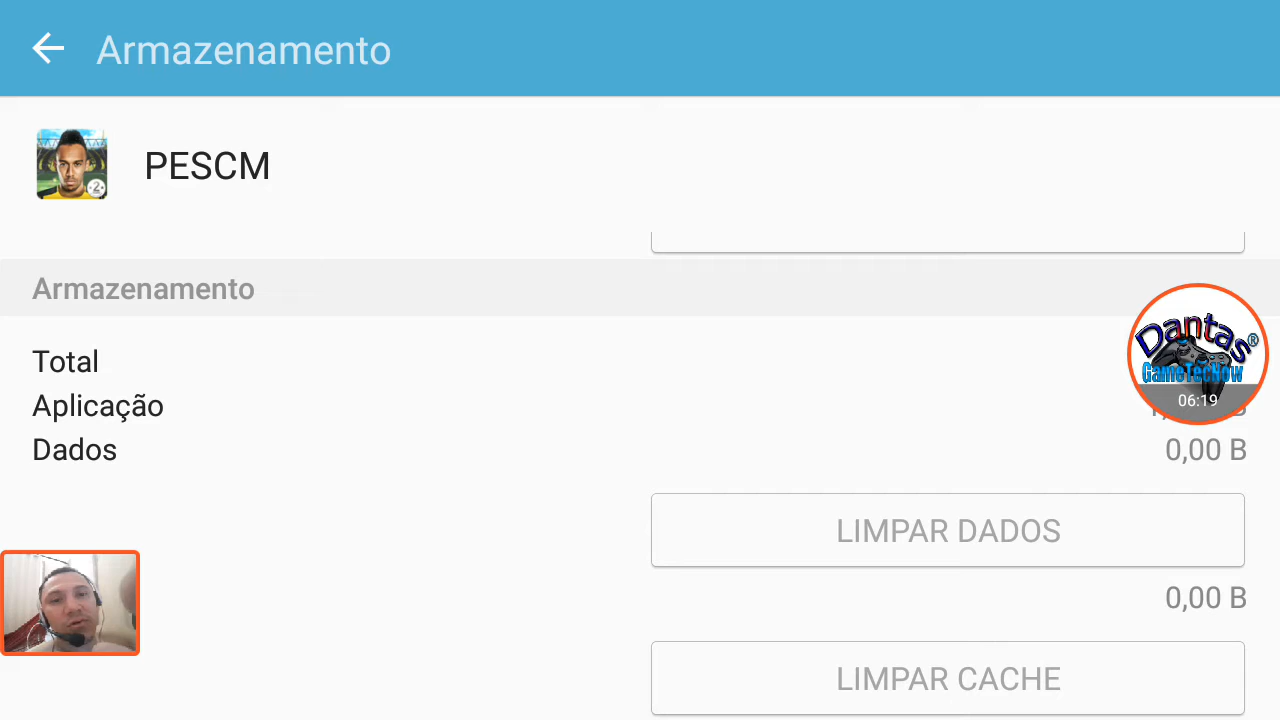 Armazenamento
PESCM
Armazenamento
Total
Aplicação
Dados
0,00 B
LIMPAR DADOS
0,00 B
LIMPAR CACHE
Dantas®
GameTecNow
06:19